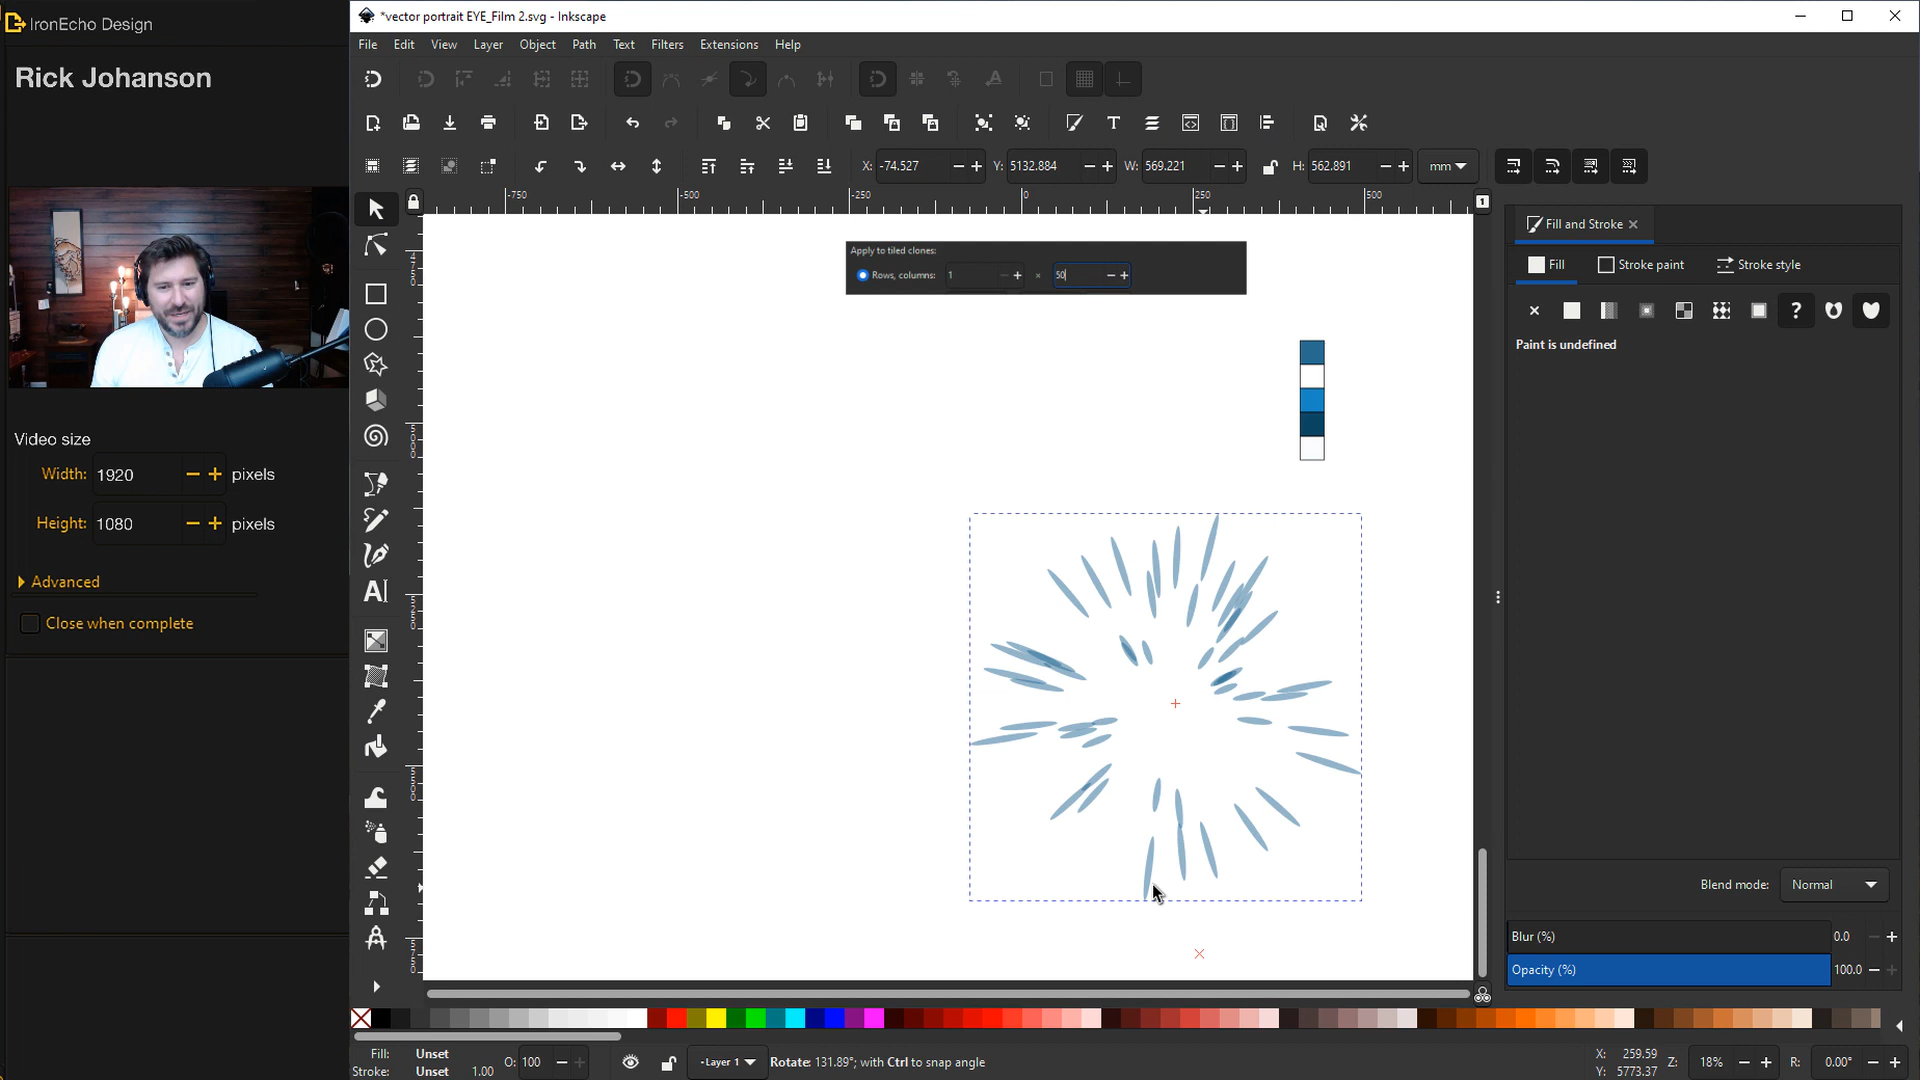 IronEcho Design
Rick Johanson
Video size
Width: 1920 pixels
Height: 1080 pixels
Advanced
Close when complete
*vector portrait EYE_Film 2.svg - Inkscape
File Edit View Layer Object Path Text Filters Extensions Help
X: -74.527 Y: 5132.884 W: 569.221 H: 562.891 mm
-750 -500 -250 0 250 500
1
Apply to tiled clones:
Rows, columns: 1 × 50
Fill and Stroke
Fill Stroke paint Stroke style
Paint is undefined
Blend mode: Normal
Blur (%) 0.0
Opacity (%) 100.0
Fill: Unset
Stroke: Unset 1.00
O: 100
-Layer 1
Rotate: 131.89°; with Ctrl to snap angle
X: 259.59
Y: 5773.37
Z: 18%
R: 0.00°